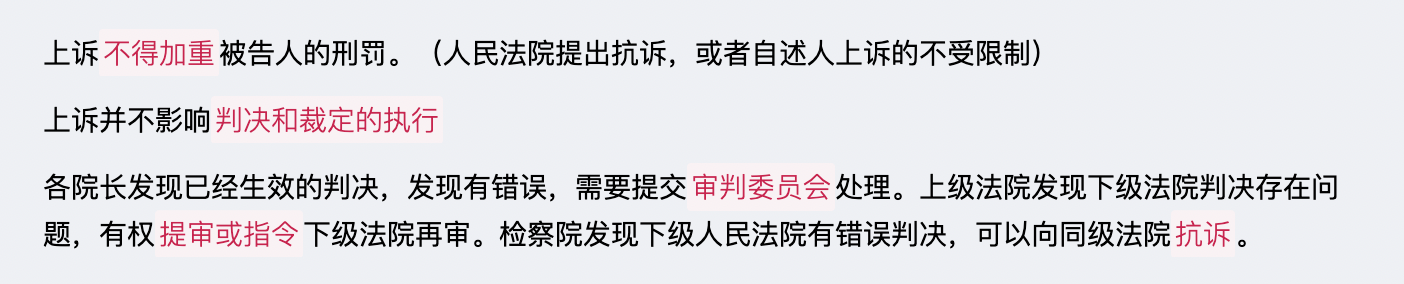 上诉不得加重被告人的刑罚。（人民法院提出抗诉，或者自述人上诉的不受限制）
上诉并不影响判决和裁定的执行
各院长发现已经生效的判决，发现有错误，需要提交审判委员会处理。上级法院发现下级法院判决存在问
题，有权提审或指令下级法院再审。检察院发现下级人民法院有错误判决，可以向同级法院抗诉。